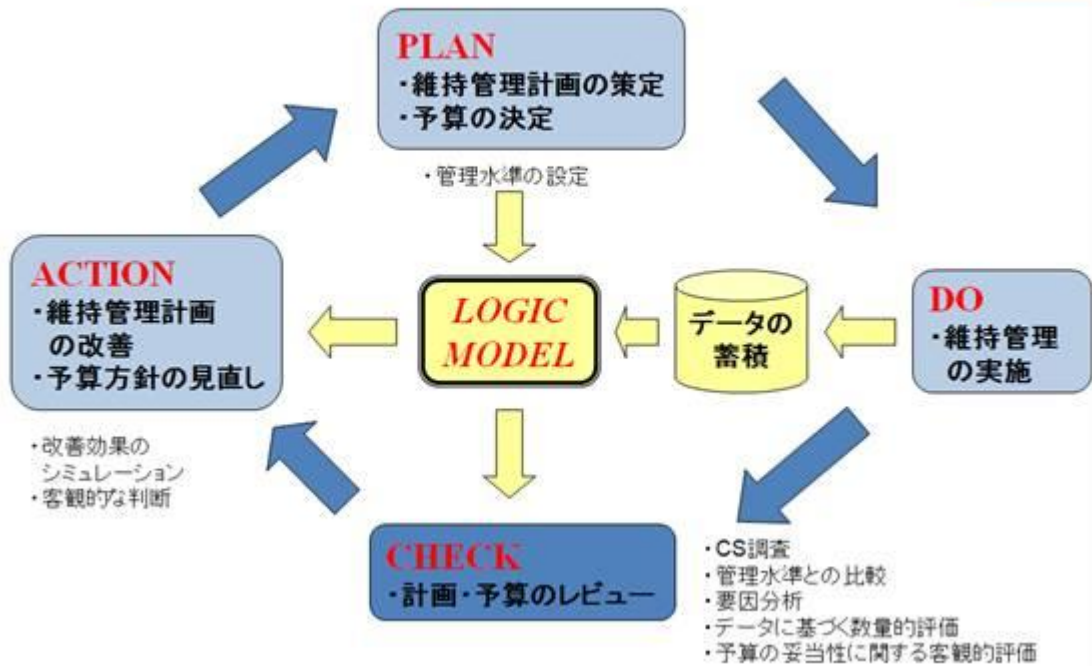 PLAN
・維持管理計画の策定
・予算の決定
・管理水準の設定
ACTION
・維持管理計画
の改善
・予算方針の見直し
LOGIC
MODEL
データの
蓄積
DO
・維持管理
の実施
・改善効果の
シミュレーション
・客観的な判断
CHECK
・計画・予算のレビュー
・CS調査
・管理水準との比較
・要因分析
・データに基づく数量的評価
・予算の妥当性に関する客観的評価